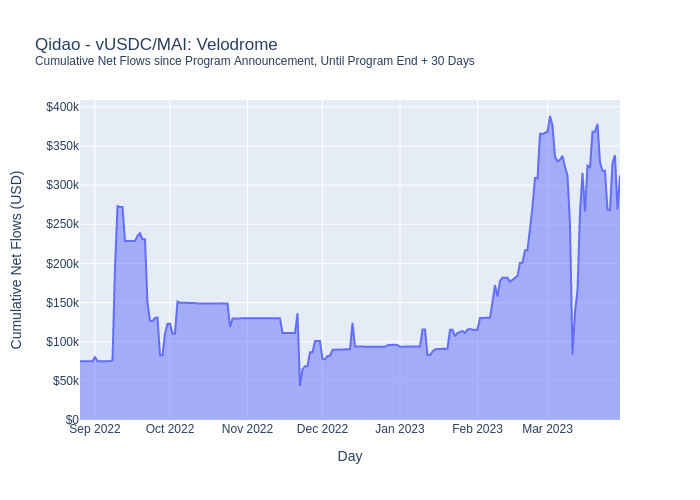 Qidao - vUSDC/MAI: Velodrome
Cumulative Net Flows since Program Announcement, Until Program End + 30 Days
$400k
$350k
$300k
$250k
$200k
$150k
$100k
$50k
$0
Cumulative Net Flows (USD)
Sep 2022 Oct 2022 Nov 2022 Dec 2022 Jan 2023 Feb 2023 Mar 2023
Day